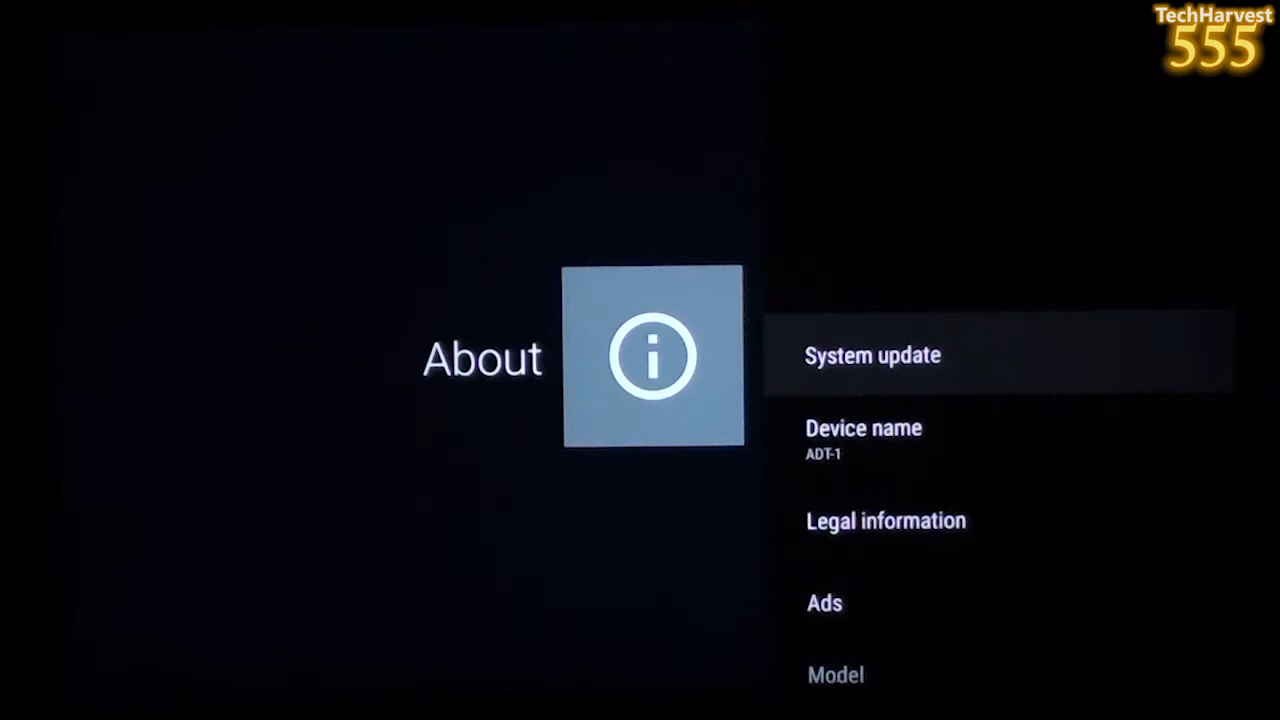 TechHarvest
555
About
System update
Device name
ADT-1
Legal information
Ads
Model